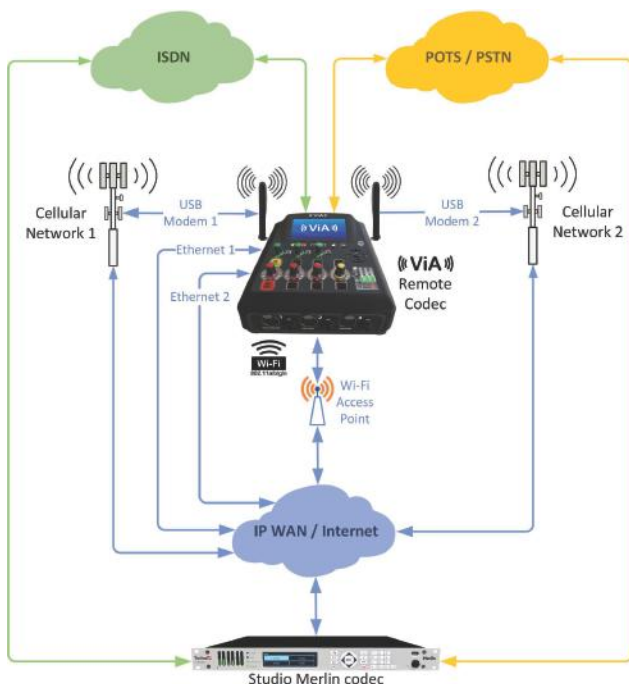 ISDN
POTS / PSTN
Cellular
Network 1
USB
Modem 1
USB
Modem 2
Cellular
Network 2
ViA
Ethernet 1
Ethernet 2
ViA
Remote
Codec
Wi-Fi
Wi-Fi
Access
Point
IP WAN / Internet
Studio Merlin codec